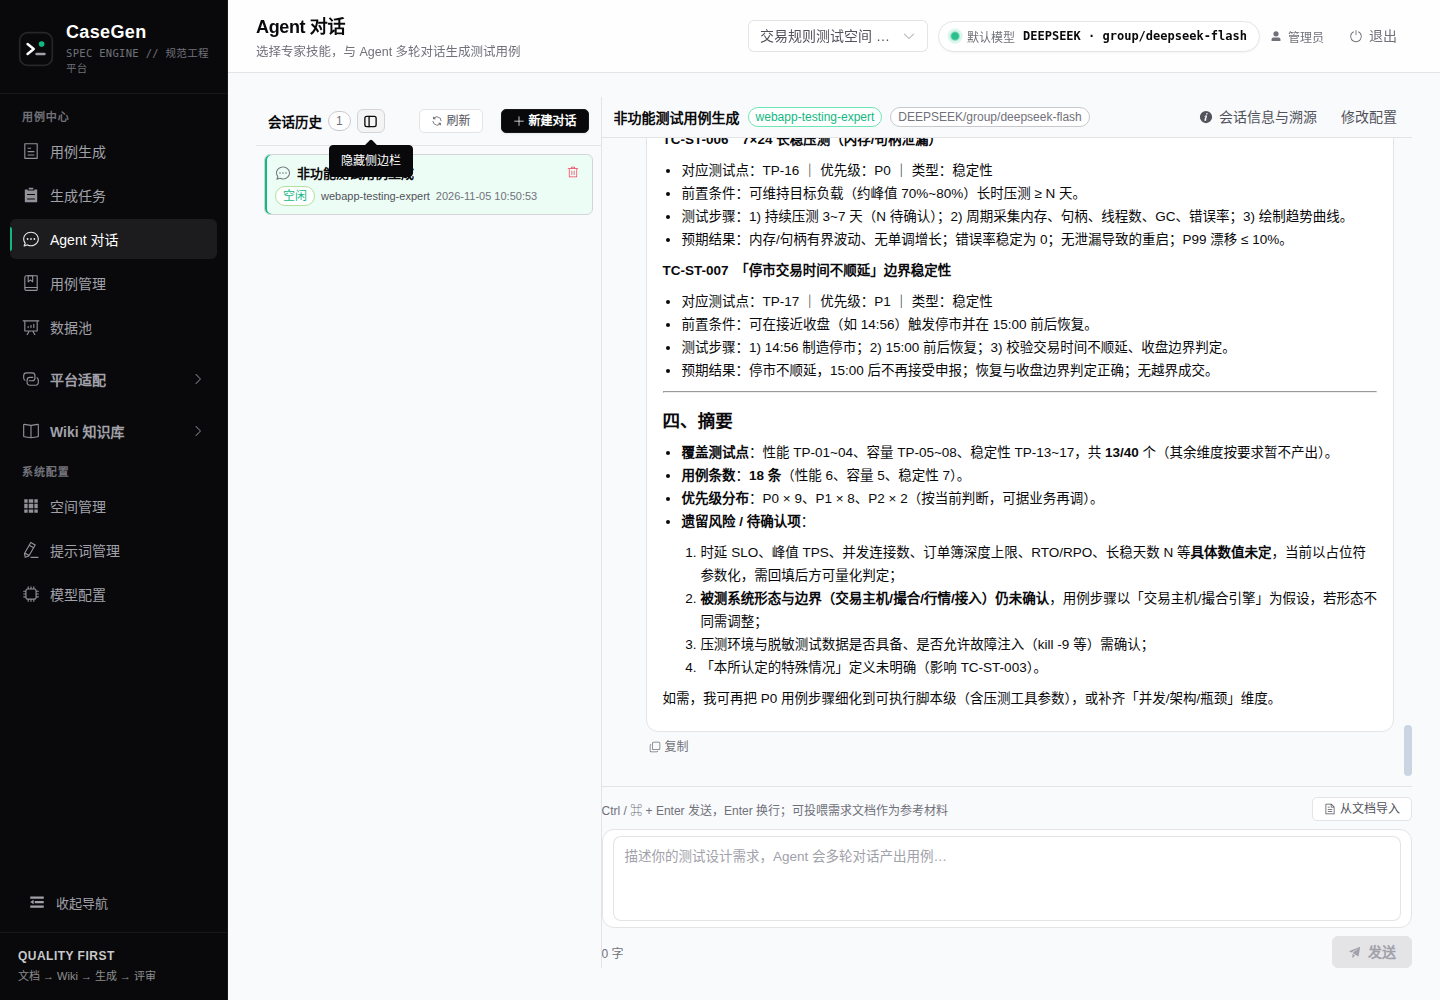 CaseGen
SPEC ENGINE // 规范工程平台
用例中心
用例生成
生成任务
Agent 对话
用例管理
数据池
平台适配
Wiki 知识库
系统配置
空间管理
提示词管理
模型配置
收起导航
QUALITY FIRST
文档 → Wiki → 生成 → 评审
Agent 对话
选择专家技能，与 Agent 多轮对话生成测试用例
交易规则测试空间 ...
默认模型 DEEPSEEK · group/deepseek-flash
管理员
退出
会话历史 1
刷新
新建对话
隐藏侧边栏
非功能测试用例生成
空闲 webapp-testing-expert 2026-11-05 10:50:53
非功能测试用例生成 webapp-testing-expert DEEPSEEK/group/deepseek-flash
会话信息与溯源
修改配置
TC-ST-006 7×24 长稳压测（内存/句柄泄漏）
对应测试点：TP-16 ｜ 优先级：P0 ｜ 类型：稳定性
前置条件：可维持目标负载（约峰值 70%~80%）长时压测 ≥ N 天。
测试步骤：1) 持续压测 3~7 天（N 待确认）；2) 周期采集内存、句柄、线程数、GC、错误率；3) 绘制趋势曲线。
预期结果：内存/句柄有界波动、无单调增长；错误率稳定为 0；无泄漏导致的重启；P99 漂移 ≤ 10%。
TC-ST-007 「停市交易时间不顺延」边界稳定性
对应测试点：TP-17 ｜ 优先级：P1 ｜ 类型：稳定性
前置条件：可在接近收盘（如 14:56）触发停市并在 15:00 前后恢复。
测试步骤：1) 14:56 制造停市；2) 15:00 前后恢复；3) 校验交易时间不顺延、收盘边界判定。
预期结果：停市不顺延，15:00 后不再接受申报；恢复与收盘边界判定正确；无越界成交。
四、摘要
覆盖测试点：性能 TP-01~04、容量 TP-05~08、稳定性 TP-13~17，共 13/40 个（其余维度按要求暂不产出）。
用例条数：18 条（性能 6、容量 5、稳定性 7）。
优先级分布：P0 × 9、P1 × 8、P2 × 2（按当前判断，可据业务再调）。
遗留风险 / 待确认项：
1. 时延 SLO、峰值 TPS、并发连接数、订单簿深度上限、RTO/RPO、长稳天数 N 等具体数值未定，当前以占位符
参数化，需回填后方可量化判定；
2. 被测系统形态与边界（交易主机/撮合/行情/接入）仍未确认，用例步骤以「交易主机/撮合引擎」为假设，若形态不
同需调整；
3. 压测环境与脱敏测试数据是否具备、是否允许故障注入（kill -9 等）需确认；
4. 「本所认定的特殊情况」定义未明确（影响 TC-ST-003）。
如需，我可再把 P0 用例步骤细化到可执行脚本级（含压测工具参数），或补齐「并发/架构/瓶颈」维度。
复制
Ctrl / ⌘ + Enter 发送，Enter 换行；可投喂需求文档作为参考材料
从文档导入
描述你的测试设计需求，Agent 会多轮对话产出用例…
0 字
发送